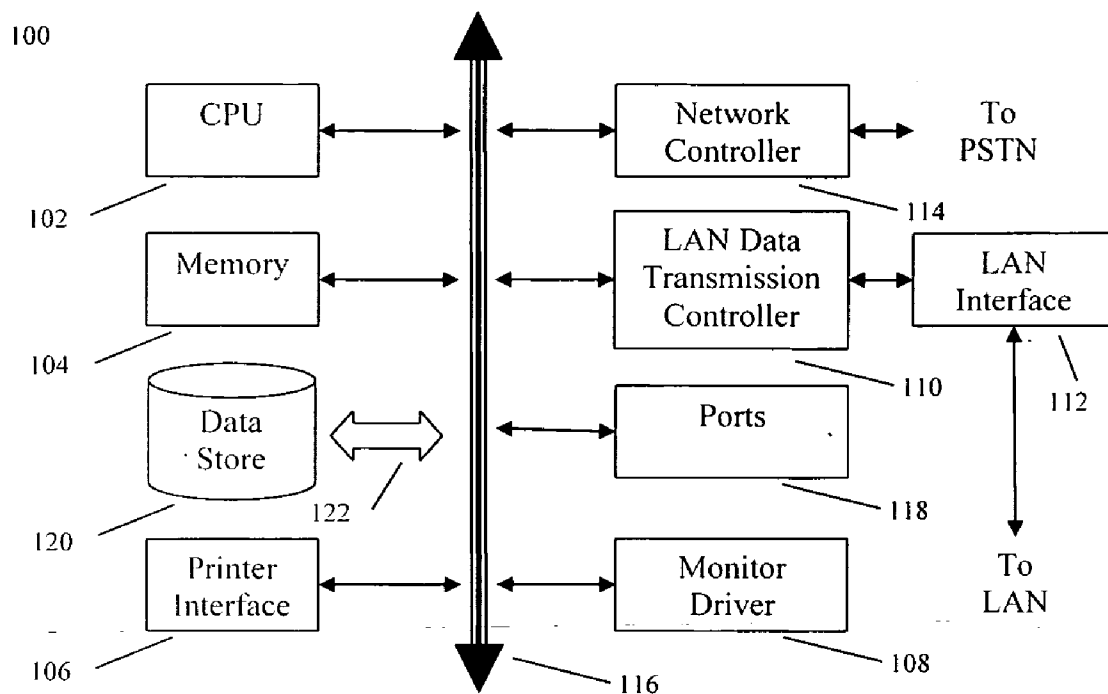 100
CPU
102
Network
Controller
114
To
PSTN
Memory
104
LAN Data
Transmission
Controller
110
LAN
Interface
112
Data
Store
120
122
Ports
118
Printer
Interface
106
116
Monitor
Driver
108
To
LAN